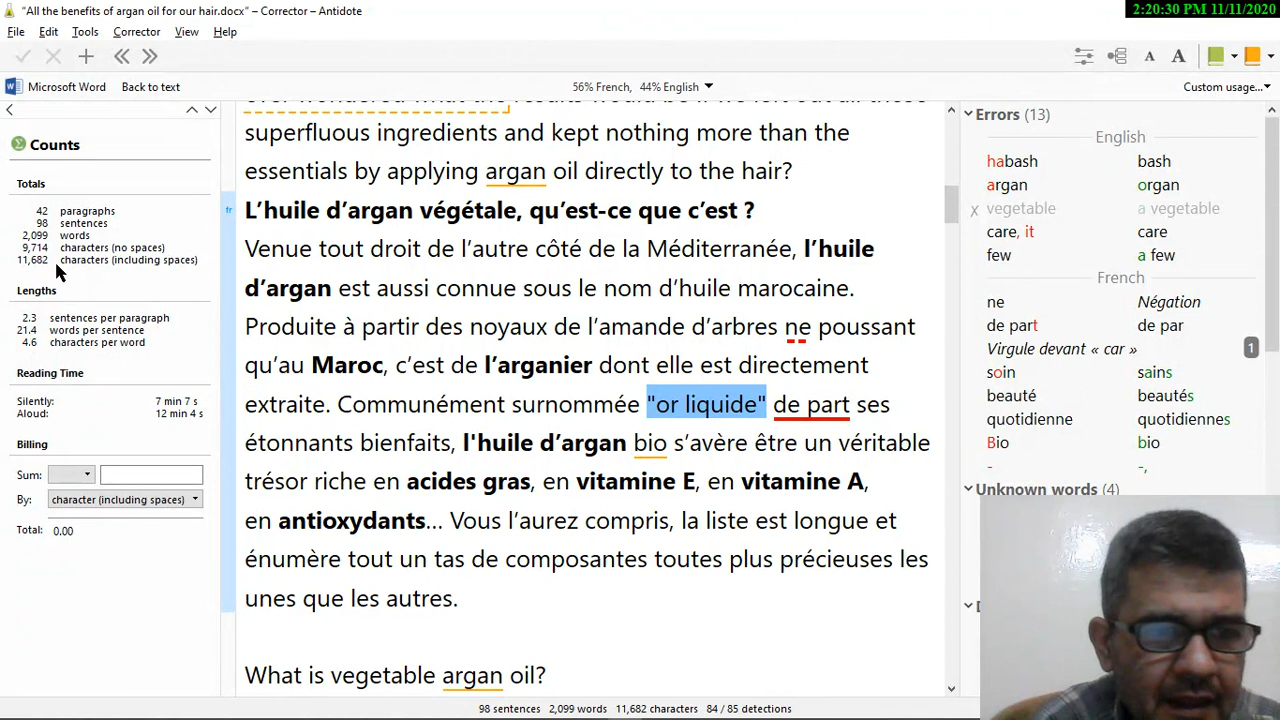 "All the benefits of argan oil for our hair.docx" – Corrector – Antidote
2:20:30 PM 11/11/2020
File Edit Tools Corrector View Help
A A
Microsoft Word Back to text
56% French, 44% English
Custom usage...
Counts
Totals
42 paragraphs
98 sentences
2,099 words
9,714 characters (no spaces)
11,682 characters (including spaces)
Lengths
2.3 sentences per paragraph
21.4 words per sentence
4.6 characters per word
Reading Time
Silently: 7 min 7 s
Aloud: 12 min 4 s
Billing
Sum:
By: character (including spaces)
Total: 0.00
superfluous ingredients and kept nothing more than the
essentials by applying argan oil directly to the hair?
fr
L’huile d’argan végétale, qu’est-ce que c’est ?
Venue tout droit de l’autre côté de la Méditerranée, l’huile
d’argan est aussi connue sous le nom d’huile marocaine.
Produite à partir des noyaux de l’amande d’arbres ne poussant
qu’au Maroc, c’est de l’arganier dont elle est directement
extraite. Communément surnommée "or liquide" de part ses
étonnants bienfaits, l'huile d’argan bio s’avère être un véritable
trésor riche en acides gras, en vitamine E, en vitamine A,
en antioxydants… Vous l’aurez compris, la liste est longue et
énumère tout un tas de composantes toutes plus précieuses les
unes que les autres.
What is vegetable argan oil?
Errors (13)
English
habash bash
argan organ
vegetable a vegetable
care, it care
few a few
French
ne Négation
de part de par
Virgule devant « car » 1
soin sains
beauté beautés
quotidienne quotidiennes
Bio bio
- -,
Unknown words (4)
98 sentences 2,099 words 11,682 characters 84 / 85 detections